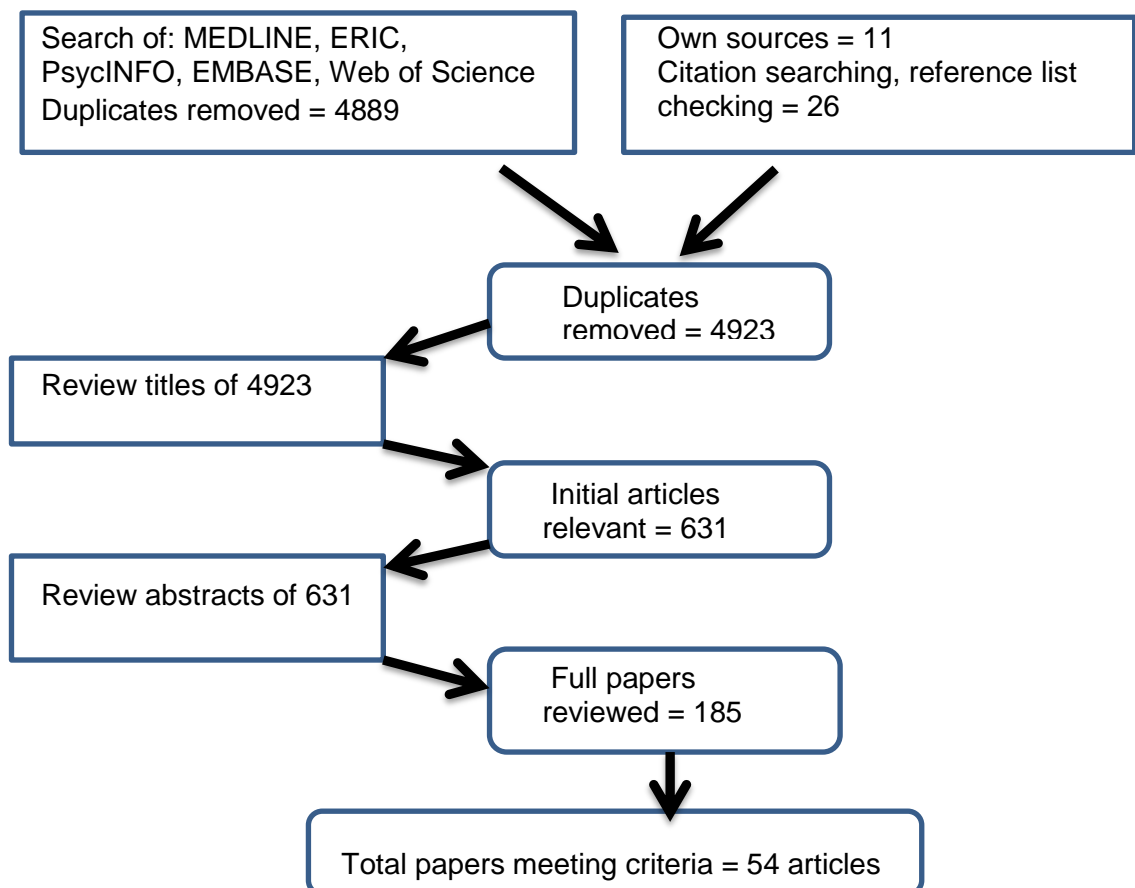 Search of: MEDLINE, ERIC,
PsycINFO, EMBASE, Web of Science
Duplicates removed = 4889
Own sources = 11
Citation searching, reference list
checking = 26
Duplicates
removed = 4923
Review titles of 4923
Initial articles
relevant = 631
Review abstracts of 631
Full papers
reviewed = 185
Total papers meeting criteria = 54 articles